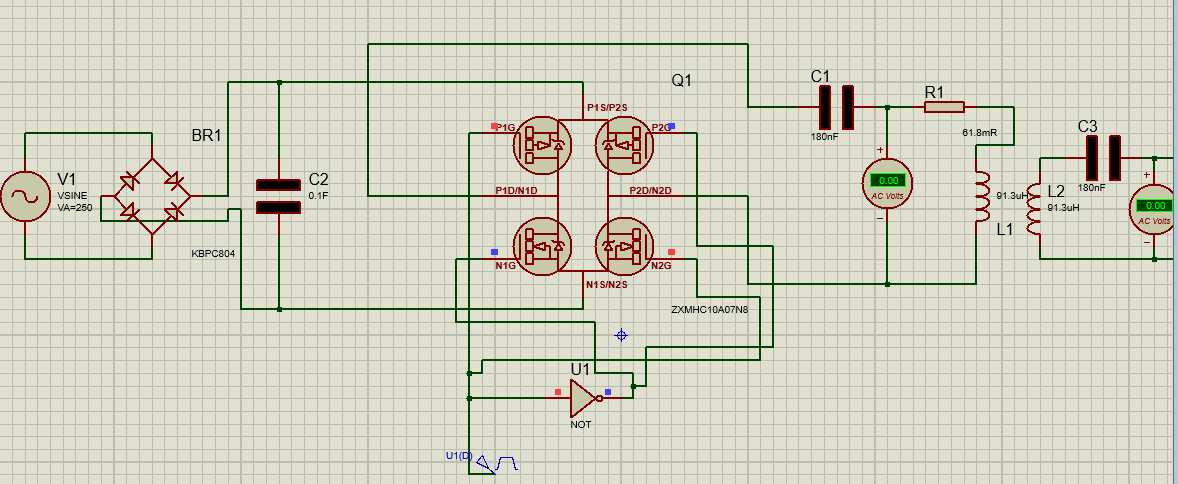 Q1
C1
R1
P1S/P2S
BR1
P1G
P2G
61.8mR
180nF
C3
V1
VSINE
VA=250
C2
0.1F
P1D/N1D
P2D/N2D
0.00
AC Volts
91.3uH
L2
91.3uH
180nF
0.00
AC Volts
L1
KBPC804
N1G
N2G
N1S/N2S
ZXMHC10A07N8
U1
NOT
U1(D)